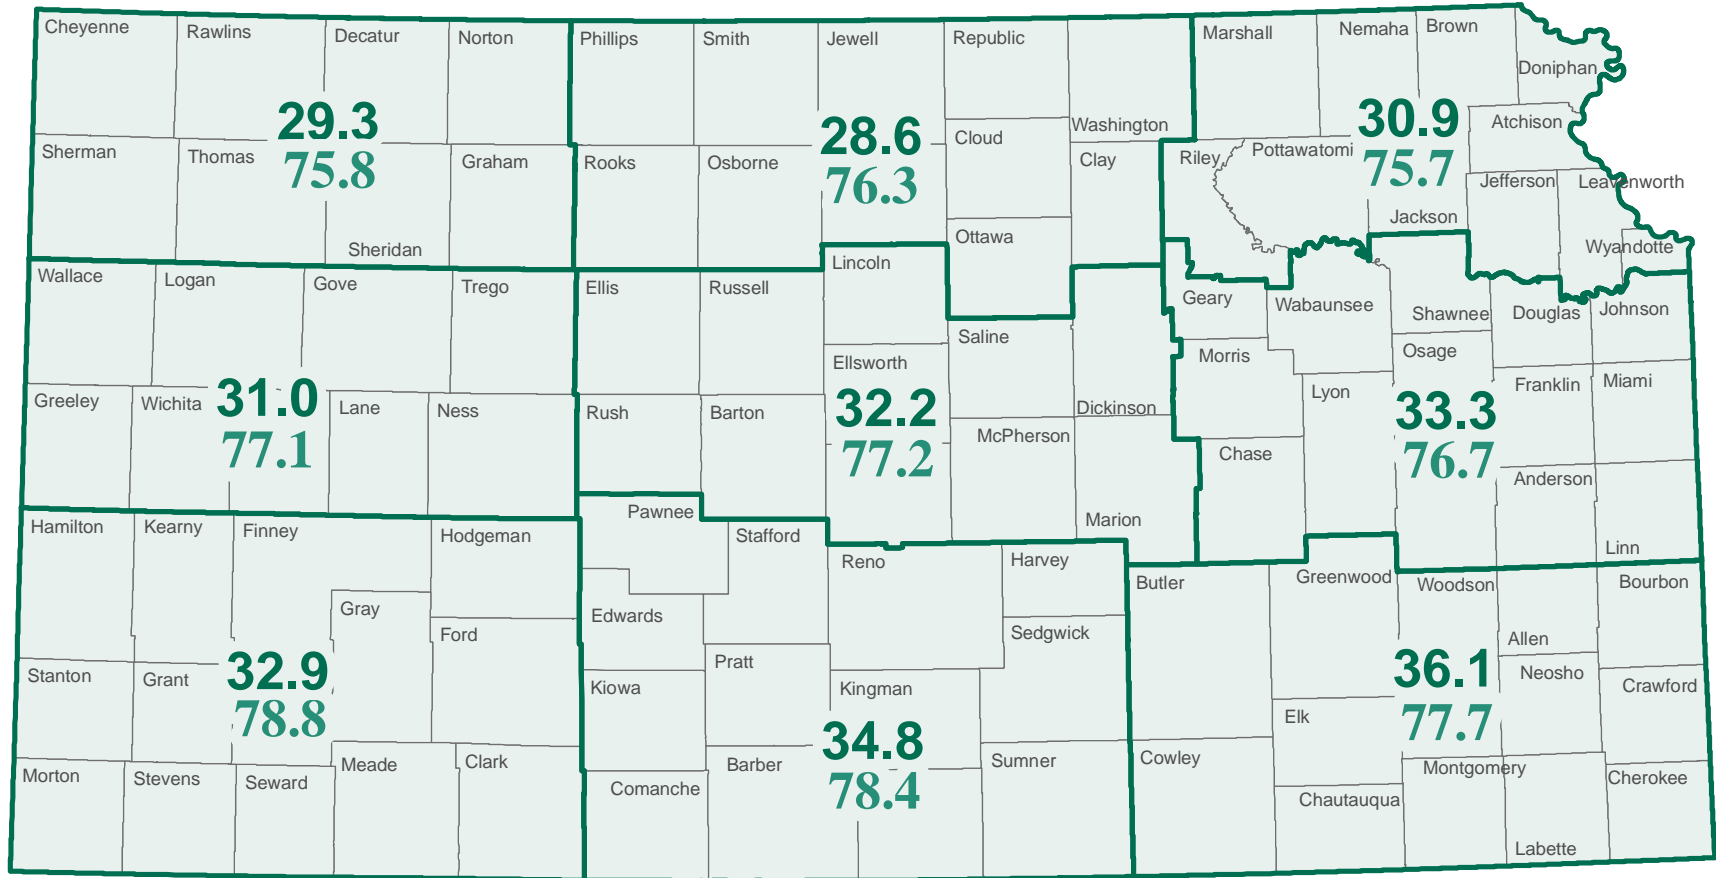 Cheyenne
Rawlins
Decatur
Norton
Phillips
Smith
Jewell
Republic
Marshall
Nemaha
Brown
Doniphan
29.3
75.8
28.6
76.3
Washington
30.9
75.7
Atchison
Sherman
Thomas
Graham
Rooks
Osborne
Cloud
Clay
Riley
Pottawatomi
Jefferson
Leavenworth
Sheridan
Ottawa
Jackson
Wyandotte
Wallace
Logan
Gove
Trego
Ellis
Russell
Lincoln
Geary
Wabaunsee
Shawnee
Douglas
Johnson
Saline
Ellsworth
Morris
Osage
Greeley
Wichita
31.0
77.1
Lane
Ness
Rush
Barton
32.2
77.2
Dickinson
McPherson
Lyon
33.3
76.7
Franklin
Miami
Chase
Anderson
Hamilton
Kearny
Finney
Hodgeman
Pawnee
Stafford
Marion
Linn
Reno
Harvey
Butler
Greenwood
Woodson
Bourbon
Gray
Ford
Edwards
Sedgwick
Allen
Stanton
Grant
32.9
78.8
Kiowa
Pratt
Kingman
36.1
77.7
Neosho
Crawford
Elk
34.8
78.4
Morton
Stevens
Seward
Meade
Clark
Comanche
Barber
Sumner
Cowley
Montgomery
Cherokee
Chautauqua
Labette